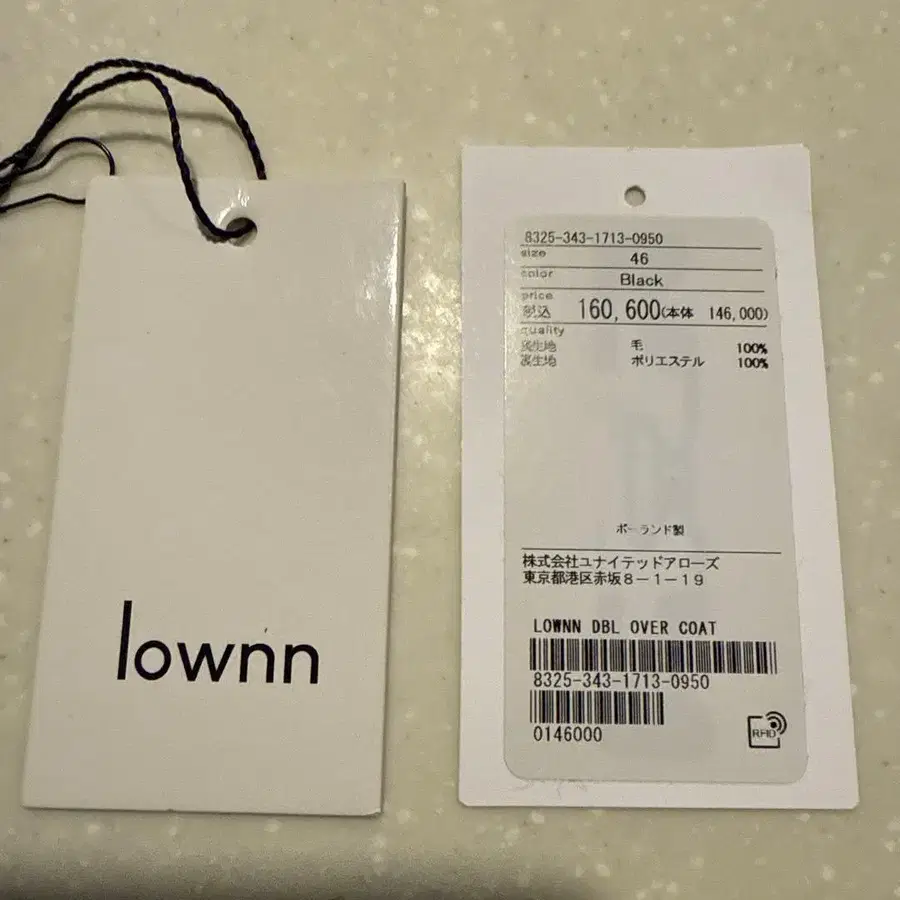 lownn
8325-343-1713-0950
size 46
color Black
price
税込 160,600(本体 146,000)
quality
表生地 毛 100%
裏生地 ポリエステル 100%
ポーランド製
株式会社ユナイテッドアローズ
東京都港区赤坂8-1-19
LOWNN DBL OVER COAT
8325-343-1713-0950
0146000
RFID